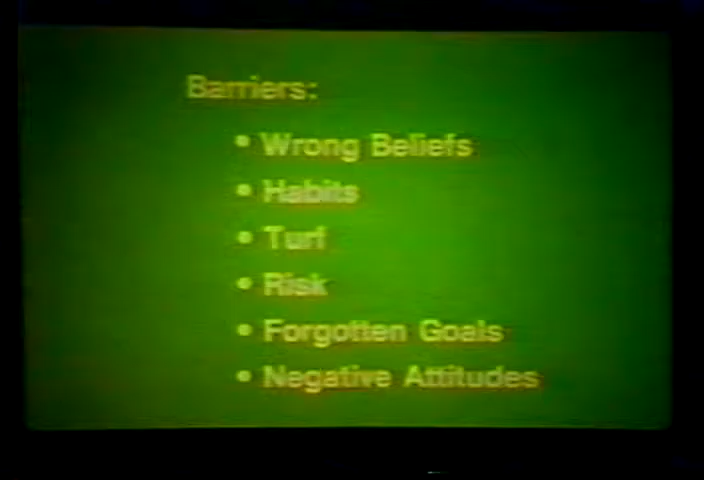 Barriers:
• Wrong Beliefs
• Habits
• Turf
• Risk
• Forgotten Goals
• Negative Attitudes